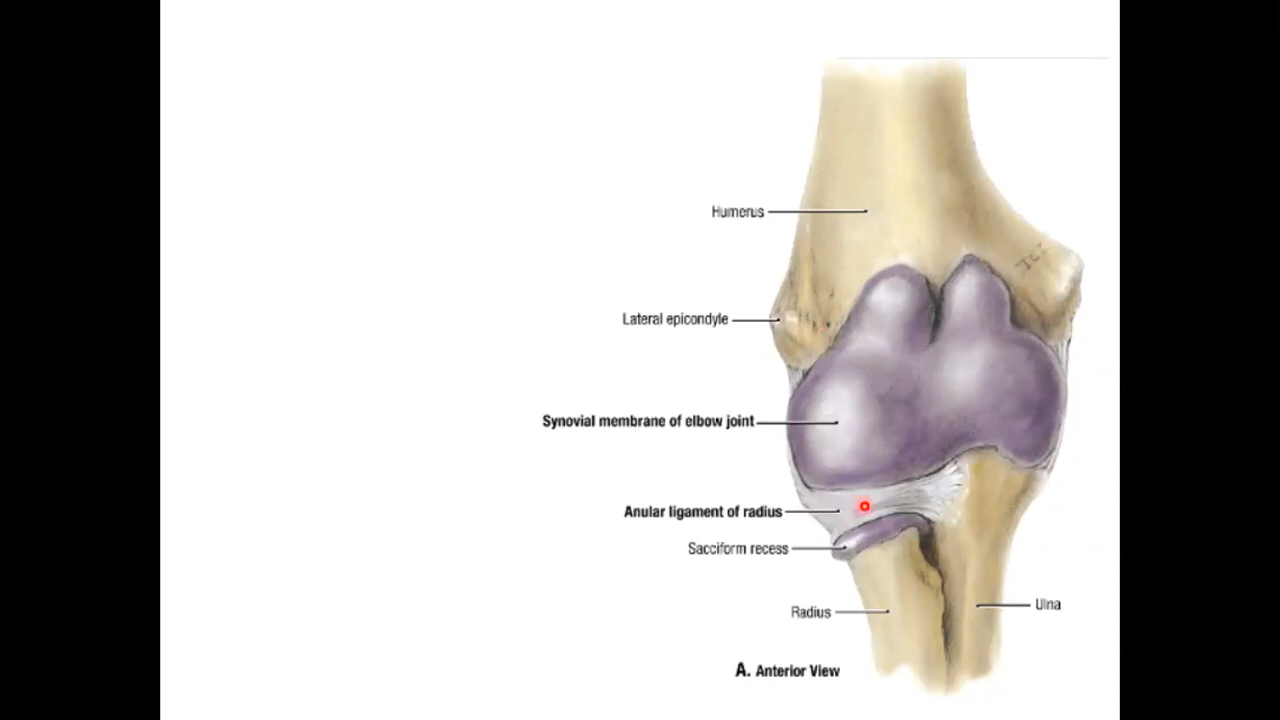 Humerus
Lateral epicondyle
Synovial membrane of elbow joint
Anular ligament of radius
Sacciform recess
Radius
Ulna
A. Anterior View